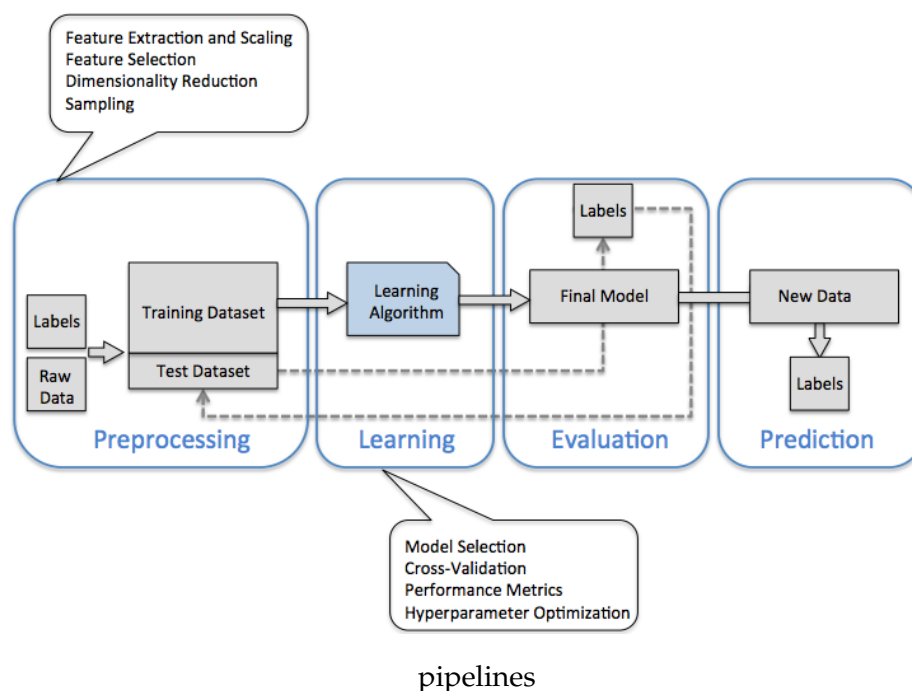 Feature Extraction and Scaling
Feature Selection
Dimensionality Reduction
Sampling
Labels
Raw
Data
Training Dataset
Test Dataset
Preprocessing
Learning
Algorithm
Learning
Labels
Final Model
Evaluation
New Data
Labels
Prediction
Model Selection
Cross-Validation
Performance Metrics
Hyperparameter Optimization
pipelines